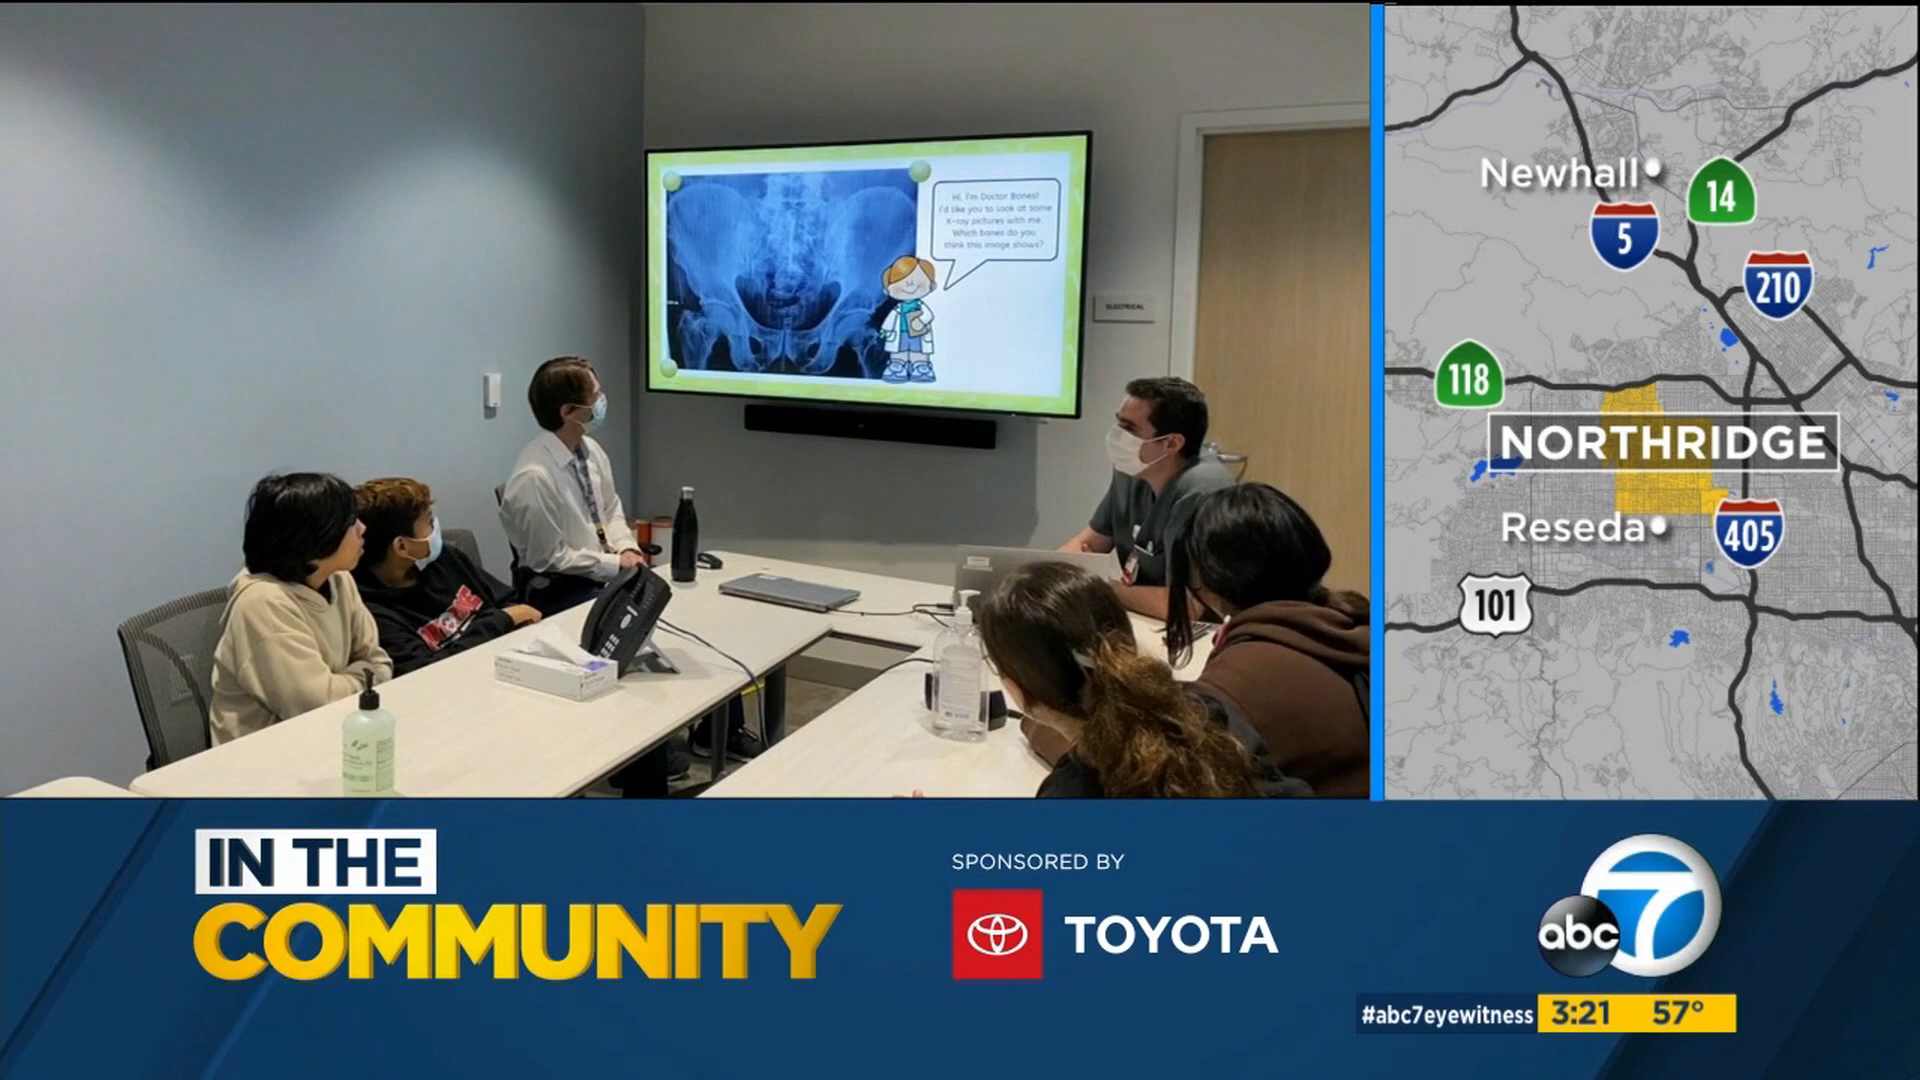 Hi, I'm Doctor Bones!
I'd like you to look at some
X-ray pictures with me.
Which bones do you
think this image shows?
ELECTRICAL
Newhall
14
5
210
118
NORTHRIDGE
Reseda
405
101
IN THE
COMMUNITY
SPONSORED BY
TOYOTA
abc
7
#abc7eyewitness
3:21
57°